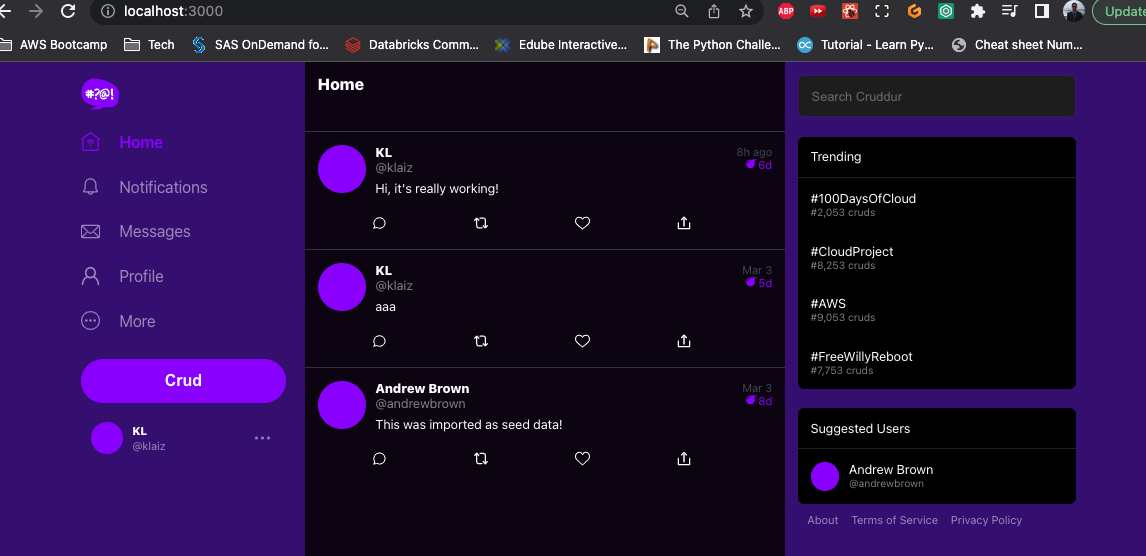 localhost:3000
ABP
Update
AWS Bootcamp
Tech
SAS OnDemand fo...
Databricks Comm...
Edube Interactive...
The Python Challe...
Tutorial - Learn Py...
Cheat sheet Num...
#?@!
Home
Notifications
Messages
Profile
More
Crud
KL
@klaiz
Home
KL
8h ago
@klaiz
6d
Hi, it's really working!
KL
Mar 3
@klaiz
5d
aaa
Andrew Brown
Mar 3
@andrewbrown
8d
This was imported as seed data!
Search Cruddur
Trending
#100DaysOfCloud
#2,053 cruds
#CloudProject
#8,253 cruds
#AWS
#9,053 cruds
#FreeWillyReboot
#7,753 cruds
Suggested Users
Andrew Brown
@andrewbrown
About
Terms of Service
Privacy Policy